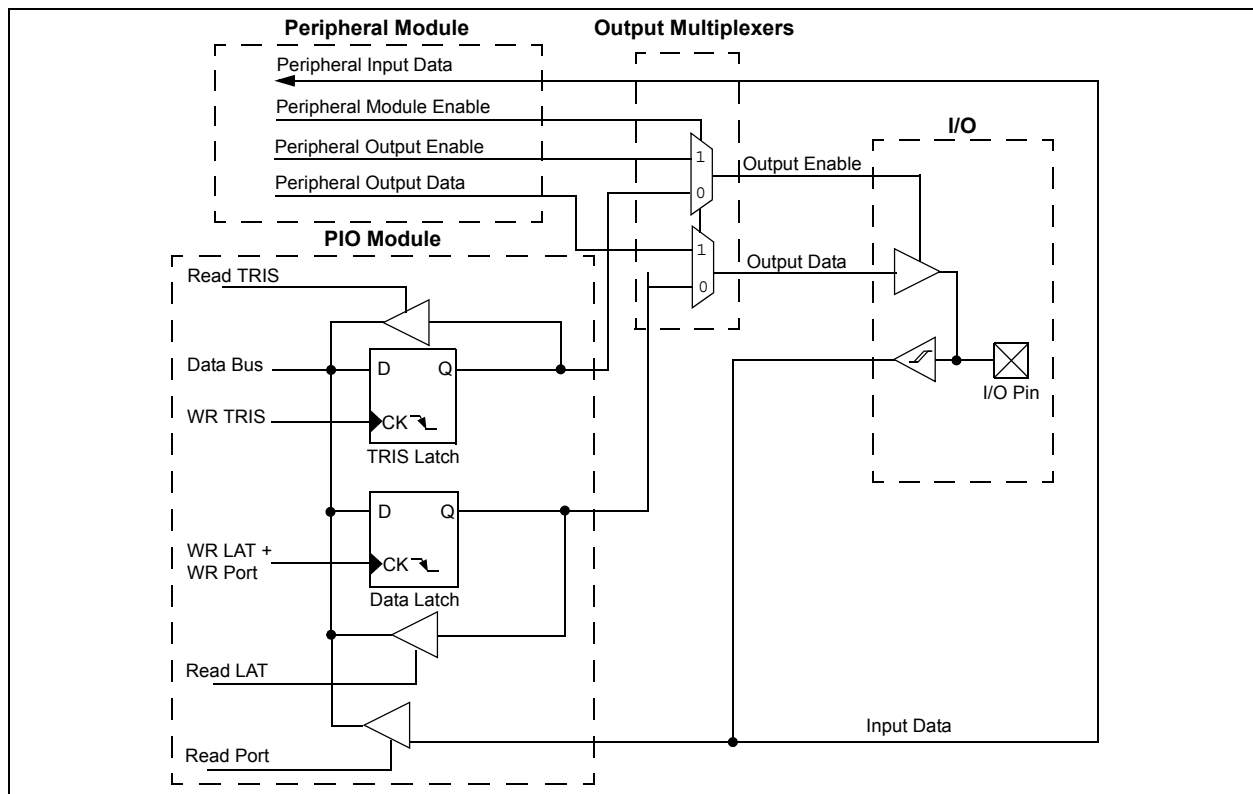 Peripheral Module
Output Multiplexers
Peripheral Input Data
Peripheral Module Enable
Peripheral Output Enable
Peripheral Output Data
1
0
Output Enable
I/O
PIO Module
1
0
Output Data
Read TRIS
Data Bus
D
Q
WR TRIS
CK
TRIS Latch
I/O Pin
D
Q
WR LAT +
WR Port
CK
Data Latch
Read LAT
Input Data
Read Port